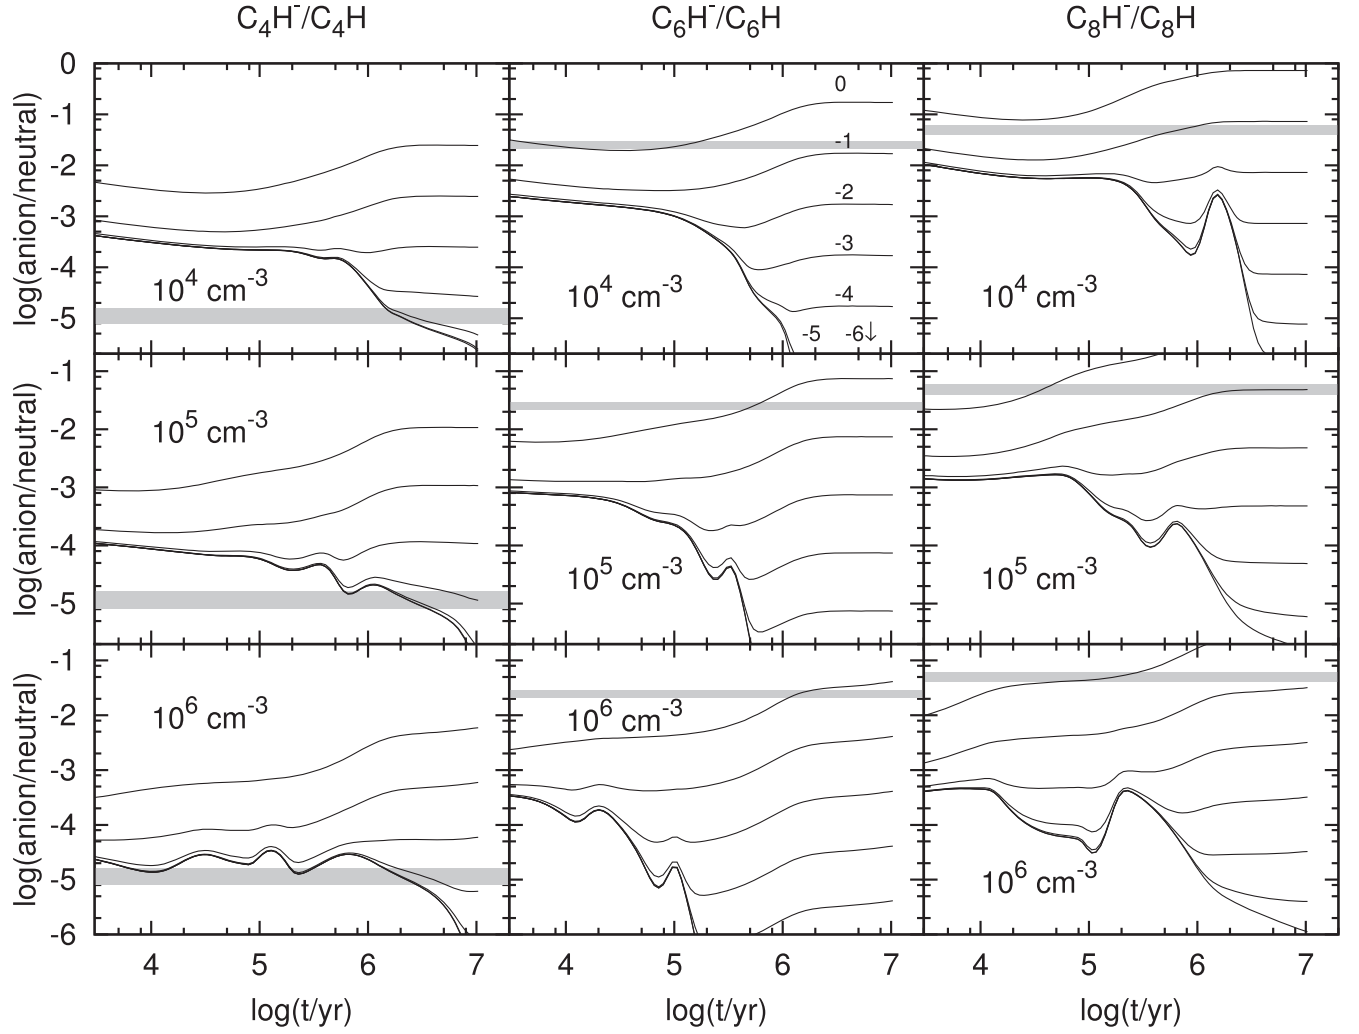 C4H-/C4H C6H-/C6H C8H-/C8H
0
-1
-2
-3
-4
-5
log(anion/neutral)
10^4 cm^-3
0
-1
-2
-3
-4
-5 -6↓
10^4 cm^-3
10^4 cm^-3
-1
-2
-3
-4
-5
log(anion/neutral)
10^5 cm^-3
10^5 cm^-3
10^5 cm^-3
-1
-2
-3
-4
-5
-6
log(anion/neutral)
10^6 cm^-3
10^6 cm^-3
10^6 cm^-3
4 5 6 7 4 5 6 7 4 5 6 7
log(t/yr) log(t/yr) log(t/yr)